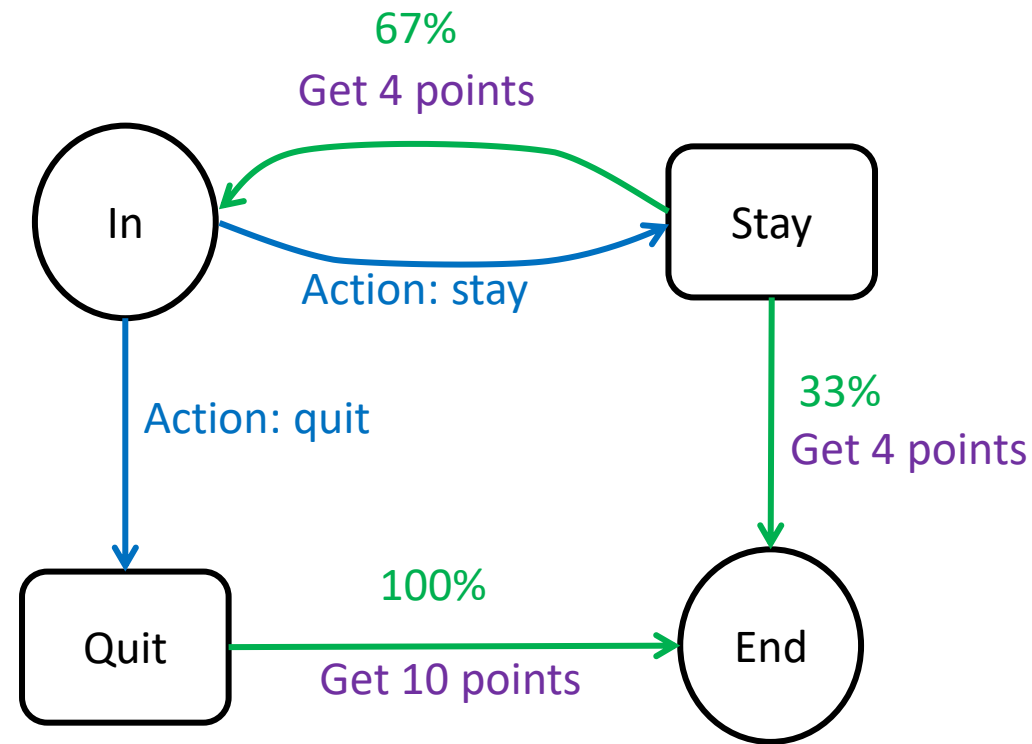 67%
Get 4 points
In
Stay
Action: stay
33%
Get 4 points
Action: quit
100%
Quit
End
Get 10 points